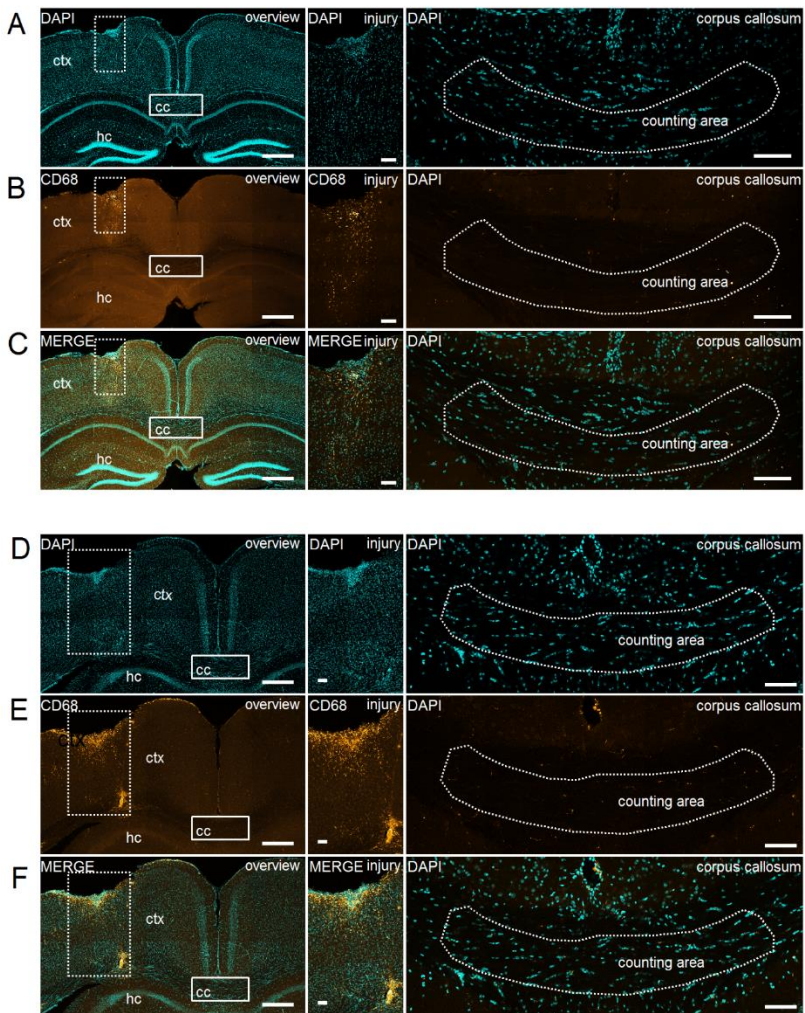 A DAPI overview DAPI injury DAPI corpus callosum
ctx
cc
counting area
hc
B CD68 overview CD68 injury DAPI corpus callosum
ctx
cc
counting area
hc
C MERGE overview MERGE injury DAPI corpus callosum
ctx
cc
counting area
hc
D DAPI overview DAPI injury DAPI corpus callosum
ctx
counting area
cc
hc
E CD68 overview CD68 injury DAPI corpus callosum
ctx
ctx
counting area
cc
hc
F MERGE overview MERGE injury DAPI corpus callosum
ctx
counting area
cc
hc